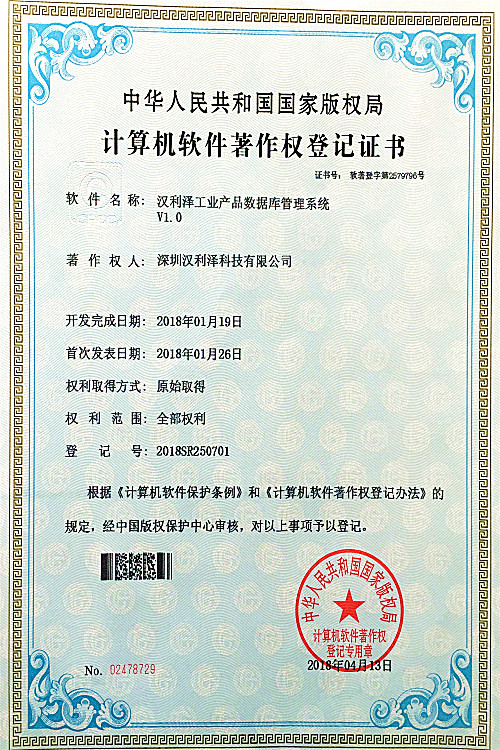 中华人民共和国国家版权局
计算机软件著作权登记证书
证书号： 软著登字第2579796号
软件名称： 汉利泽工业产品数据库管理系统
V1.0
著作权人： 深圳汉利泽科技有限公司
开发完成日期： 2018年01月19日
首次发表日期： 2018年01月26日
权利取得方式： 原始取得
权利范围： 全部权利
登记号： 2018SR250701
根据《计算机软件保护条例》和《计算机软件著作权登记办法》的
规定，经中国版权保护中心审核，对以上事项予以登记。
中华人民共和国国家版权局
计算机软件著作权
登记专用章
2018年04月13日
No. 02478729